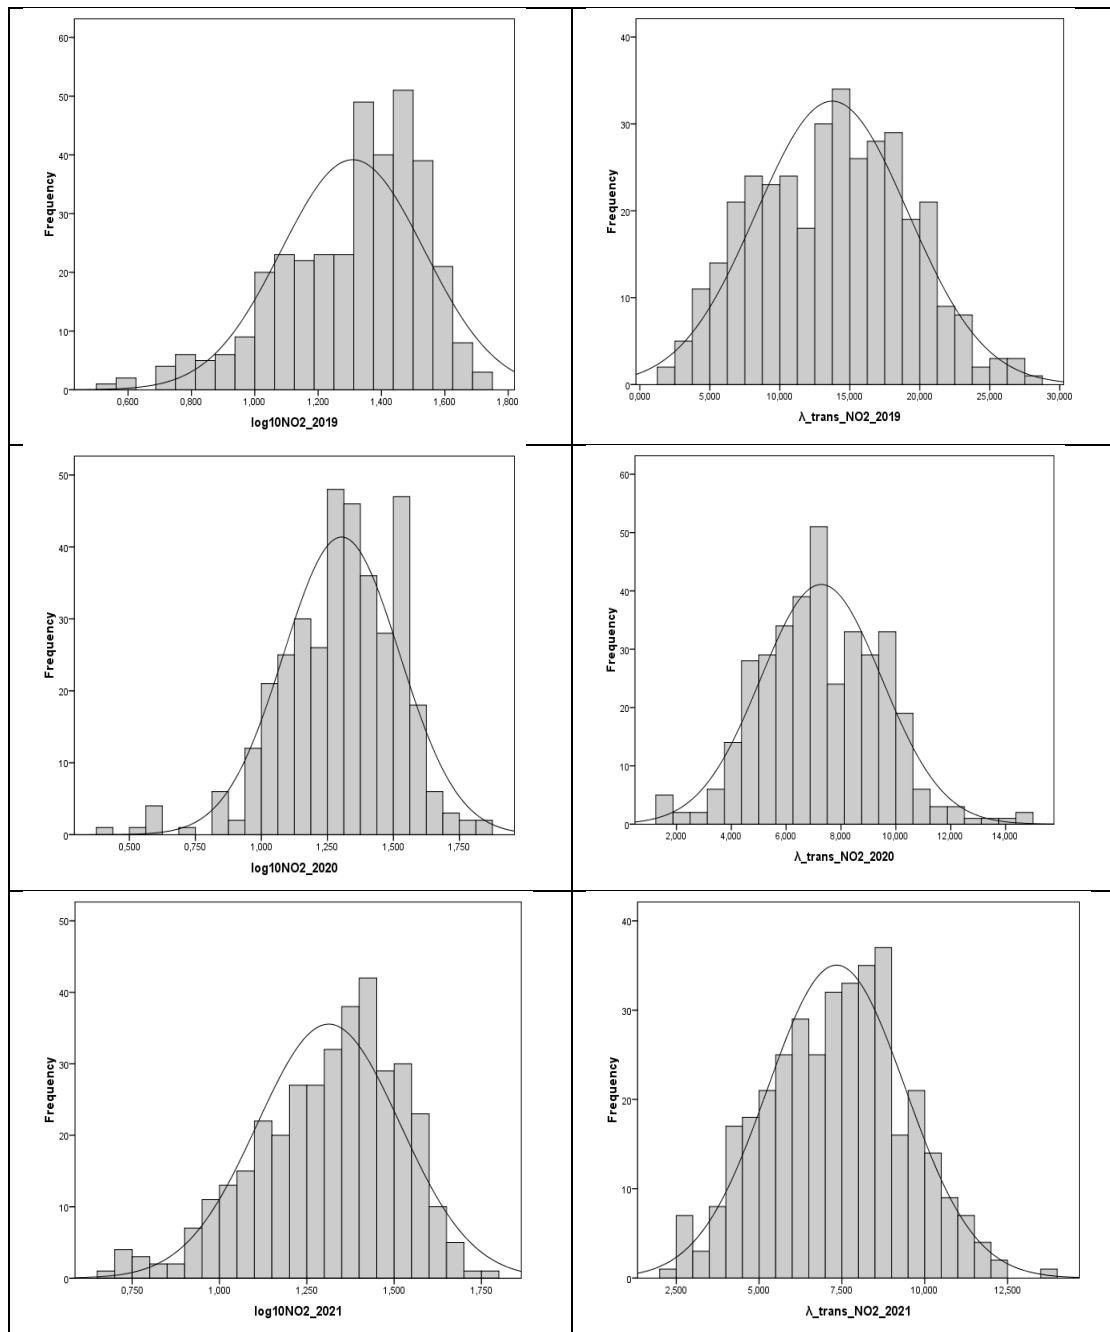 60
50
40
30
20
10
0
Frequency
0,600 0,800 1,000 1,200 1,400 1,600 1,800
log10NO2_2019
40
30
20
10
0
Frequency
0,000 5,000 10,000 15,000 20,000 25,000 30,000
λ_trans_NO2_2019
50
40
30
20
10
0
Frequency
0,500 0,750 1,000 1,250 1,500 1,750
log10NO2_2020
60
50
40
30
20
10
0
Frequency
2,000 4,000 6,000 8,000 10,000 12,000 14,000
λ_trans_NO2_2020
50
40
30
20
10
0
Frequency
0,750 1,000 1,250 1,500 1,750
log10NO2_2021
40
30
20
10
0
Frequency
2,500 5,000 7,500 10,000 12,500
λ_trans_NO2_2021